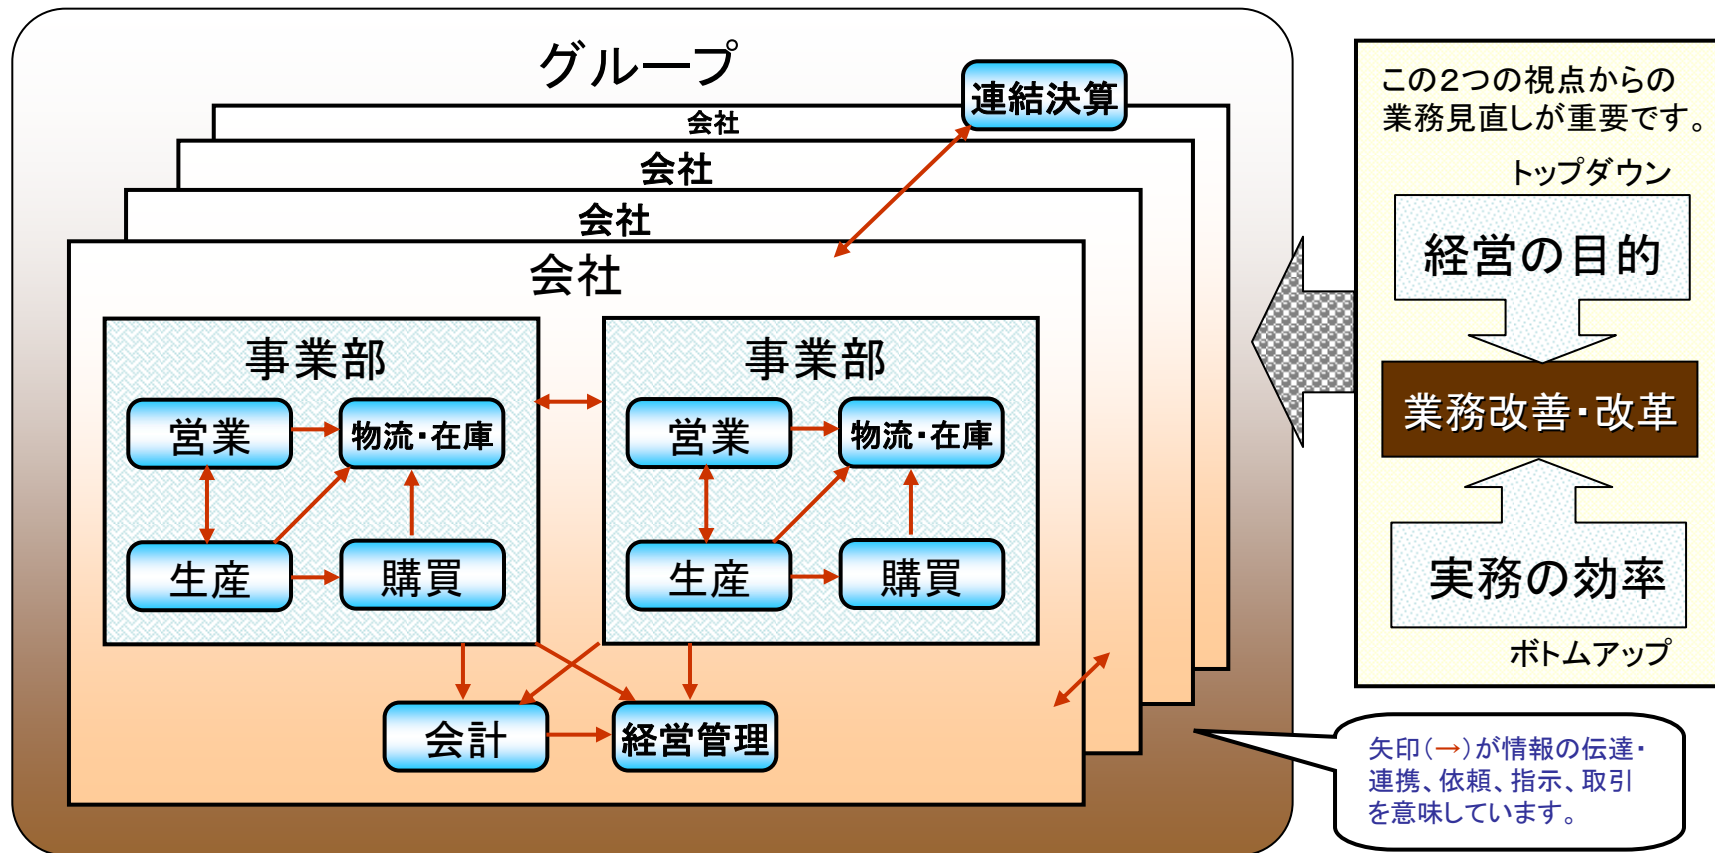 グループ
連結決算
会社
会社
会社
会社
事業部
営業
物流・在庫
生産
購買
事業部
営業
物流・在庫
生産
購買
会計
経営管理
この2つの視点からの
業務見直しが重要です。
トップダウン
経営の目的
業務改善・改革
実務の効率
ボトムアップ
矢印(→)が情報の伝達・
連携、依頼、指示、取引
を意味しています。